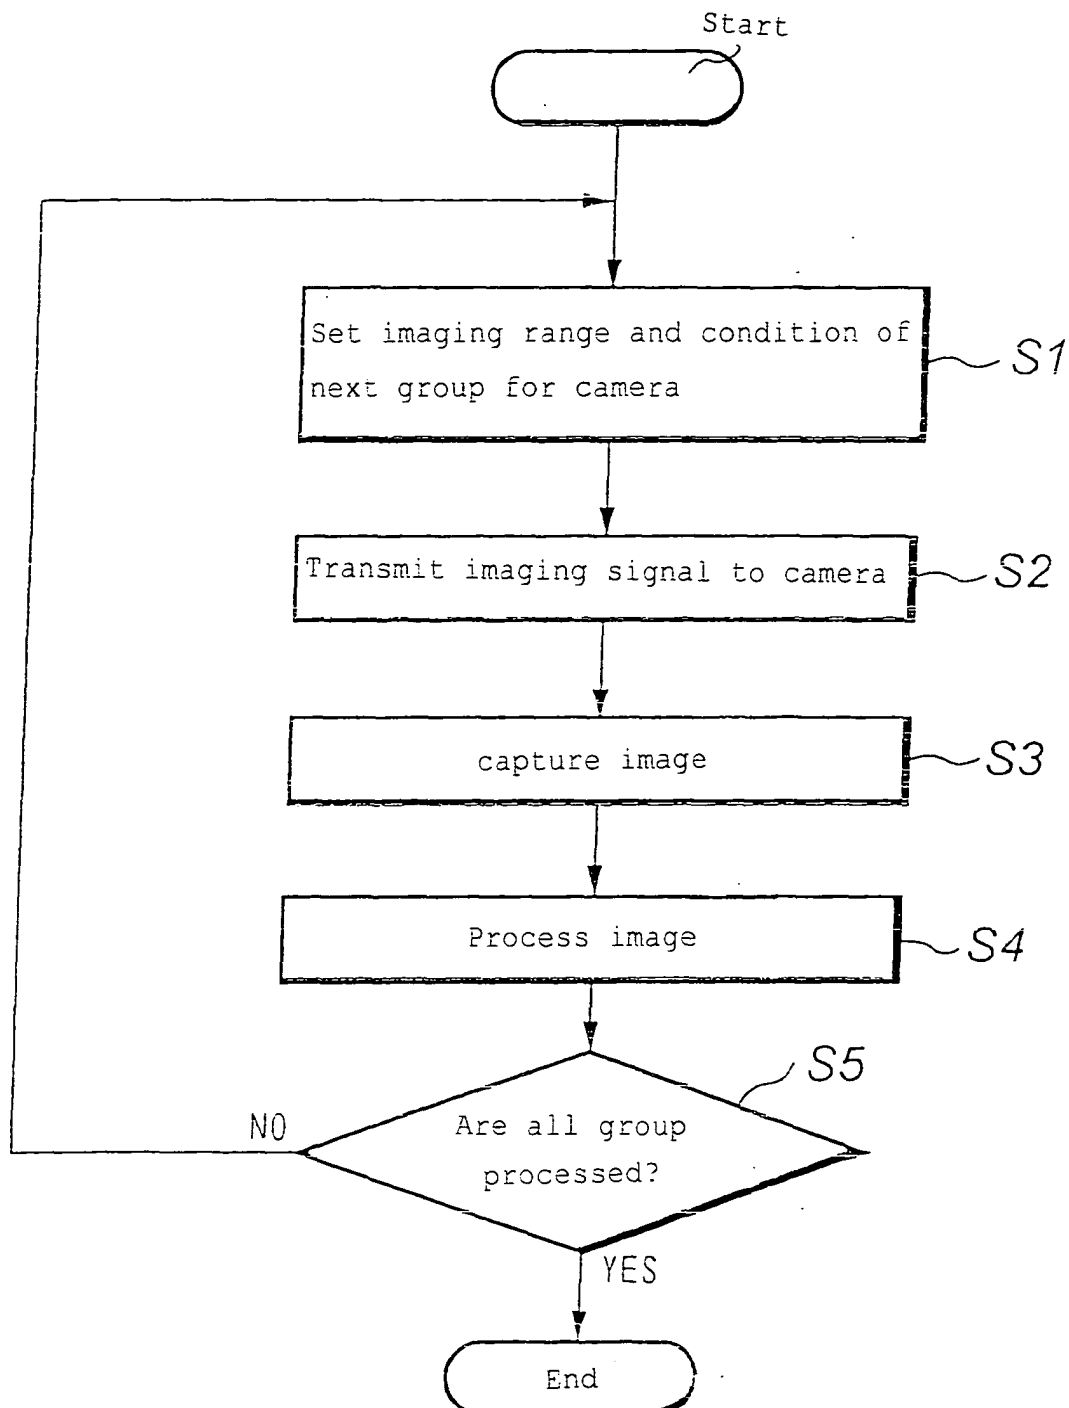 Start
Set imaging range and condition of
next group for camera
S1
Transmit imaging signal to camera
S2
capture image
S3
Process image
S4
S5
Are all group
processed?
NO
YES
End